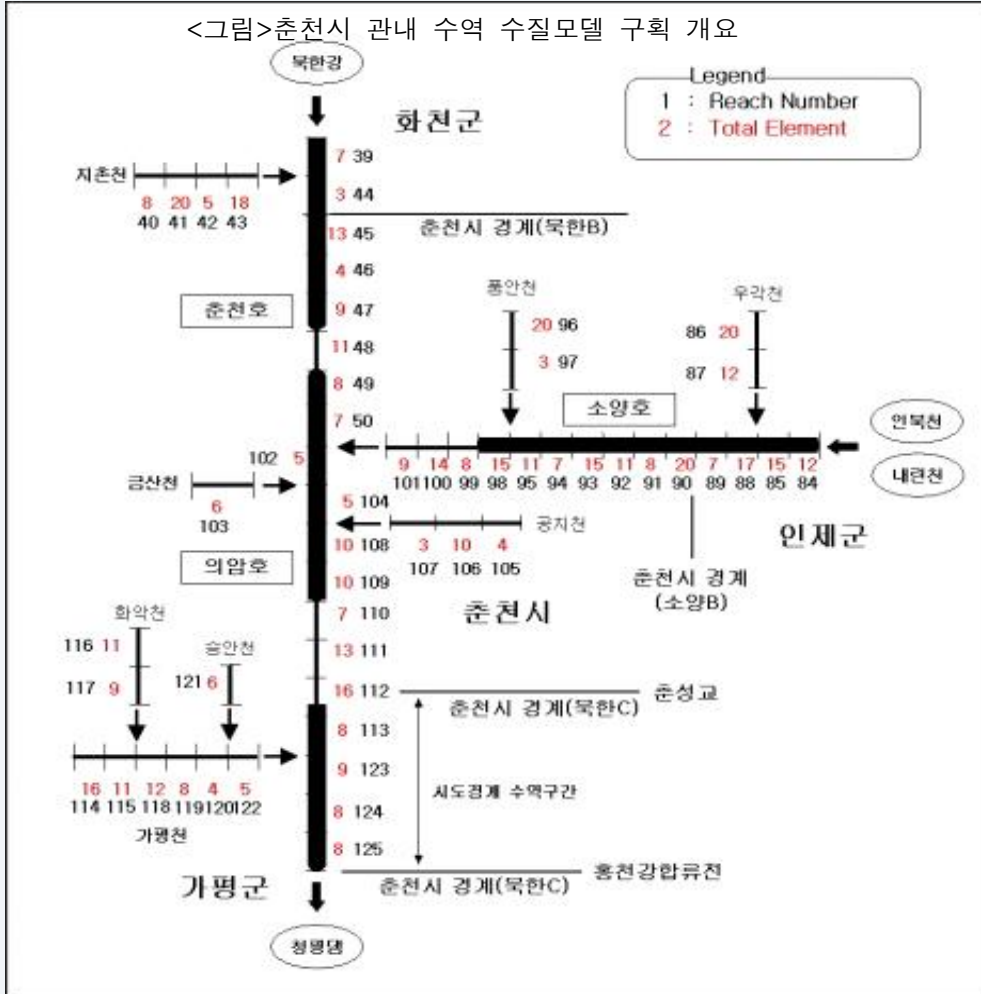 <그림>춘천시 관내 수역 수질모델 구획 개요
북한강
Legend
1 : Reach Number
2 : Total Element
화천군
7 39
지촌천
8 20 5 18
40 41 42 43
3 44
춘천시 경계(북한B)
13 45
4 46
춘천호
9 47
풍안천
20 96
3 97
우각천
86 20
87 12
11 48
8 49
7 50
소양호
인북천
내린천
9 14 8 15 11 7 15 11 8 20 7 17 15 12
101 100 99 98 95 94 93 92 91 90 89 88 85 84
102 5
금산천
6
103
5 104
공지천
3 10 4
107 106 105
인제군
10 108
의암호
10 109
춘천시 경계
(소양B)
춘천시
화악천
116 11
117 9
승안천
121 6
7 110
13 111
16 112
춘성교
춘천시 경계(북한C)
8 113
9 123
시도경계 수역구간
16 11 12 8 4 5
114 115 118 119 120 122
가평천
8 124
8 125
홍천강합류전
춘천시 경계(북한C)
가평군
청평댐